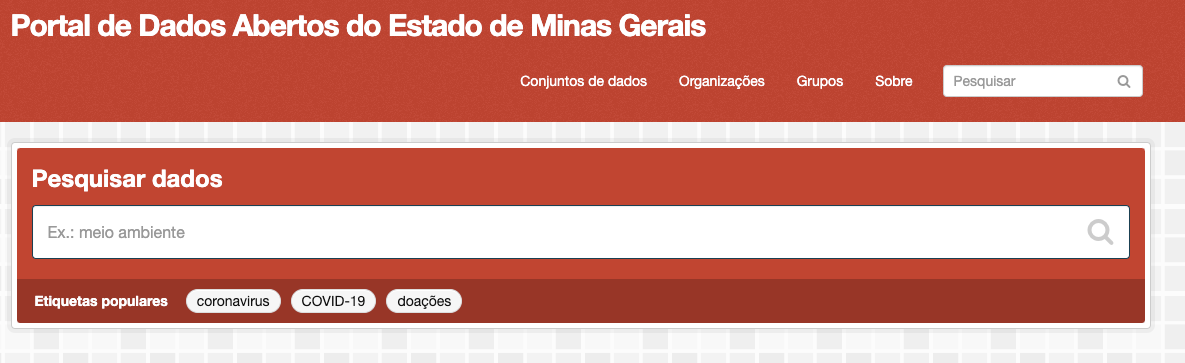 Portal de Dados Abertos do Estado de Minas Gerais
Conjuntos de dados Organizações Grupos Sobre Pesquisar
Pesquisar dados
Ex.: meio ambiente
Etiquetas populares coronavirus COVID-19 doações